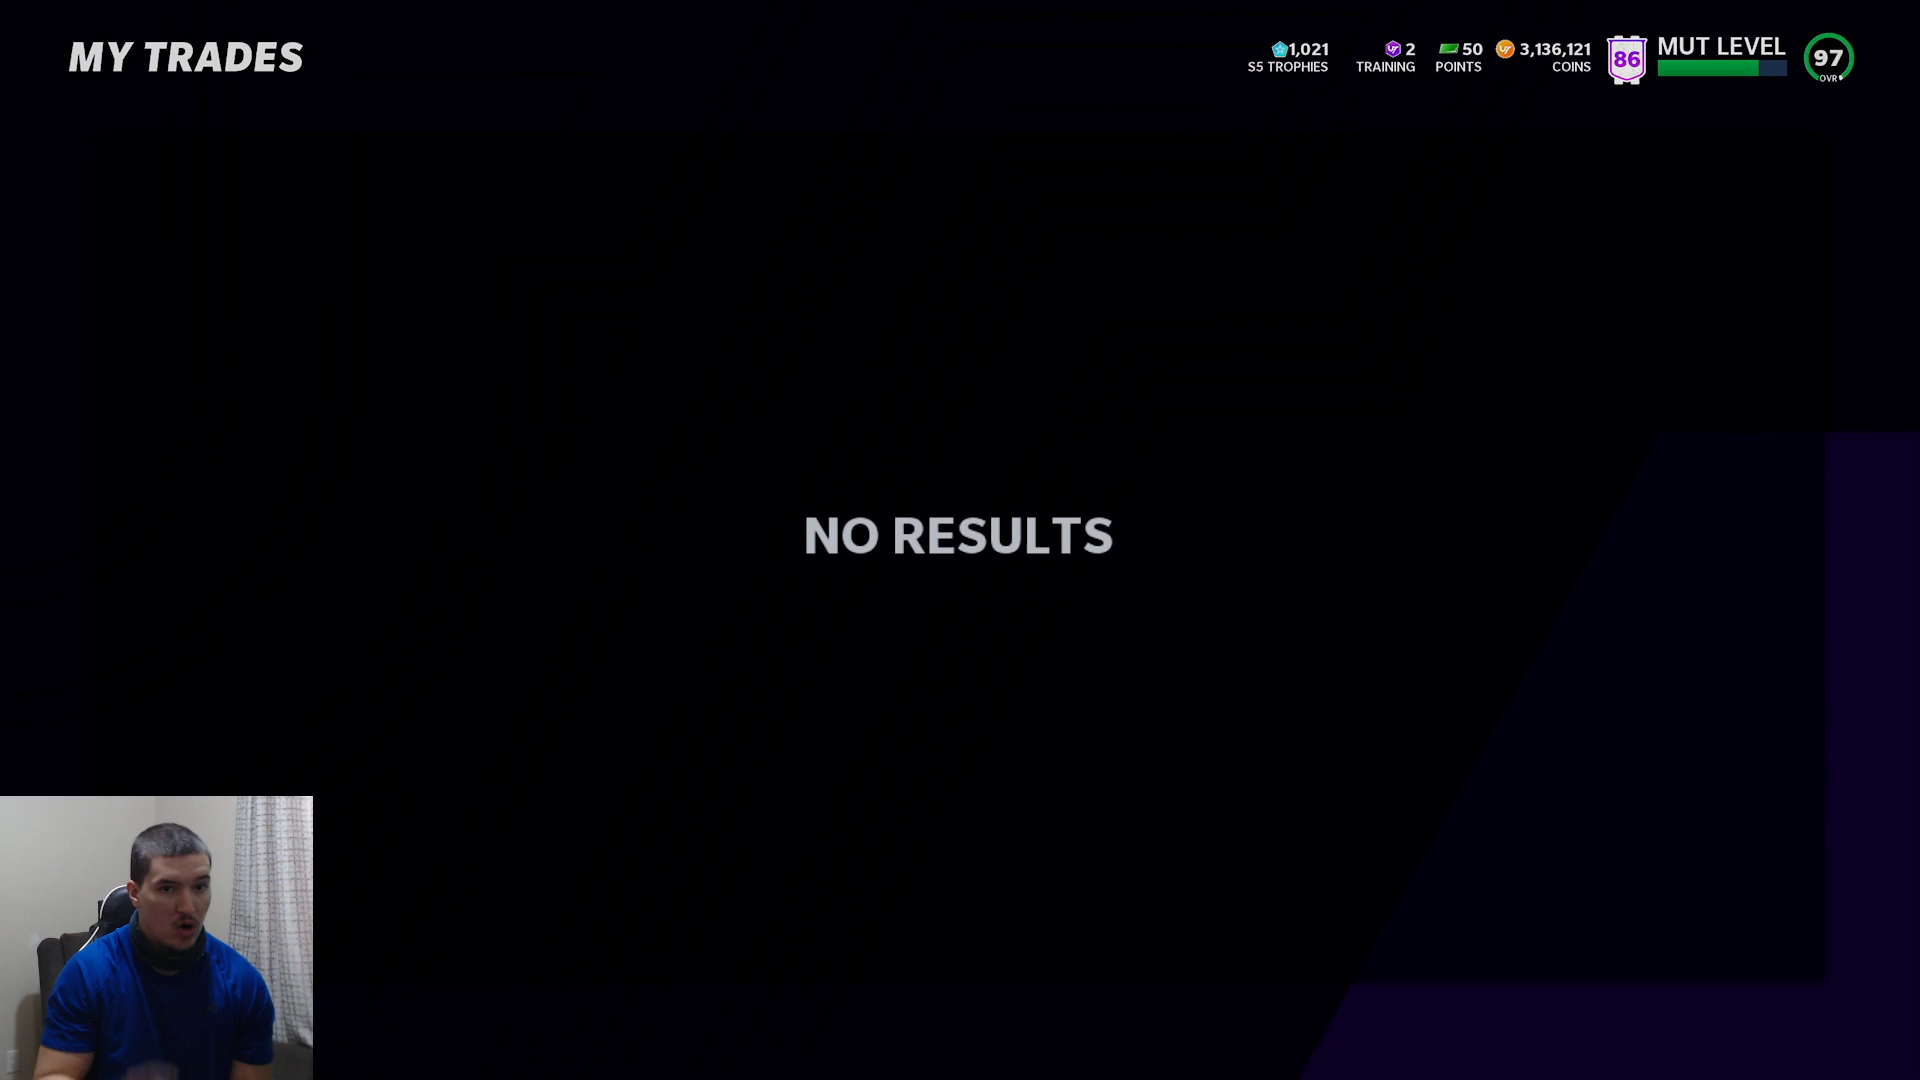 MY TRADES
1,021
S5 TROPHIES
2
TRAINING
50
POINTS
3,136,121
COINS
86
MUT LEVEL
97
OVR
NO RESULTS